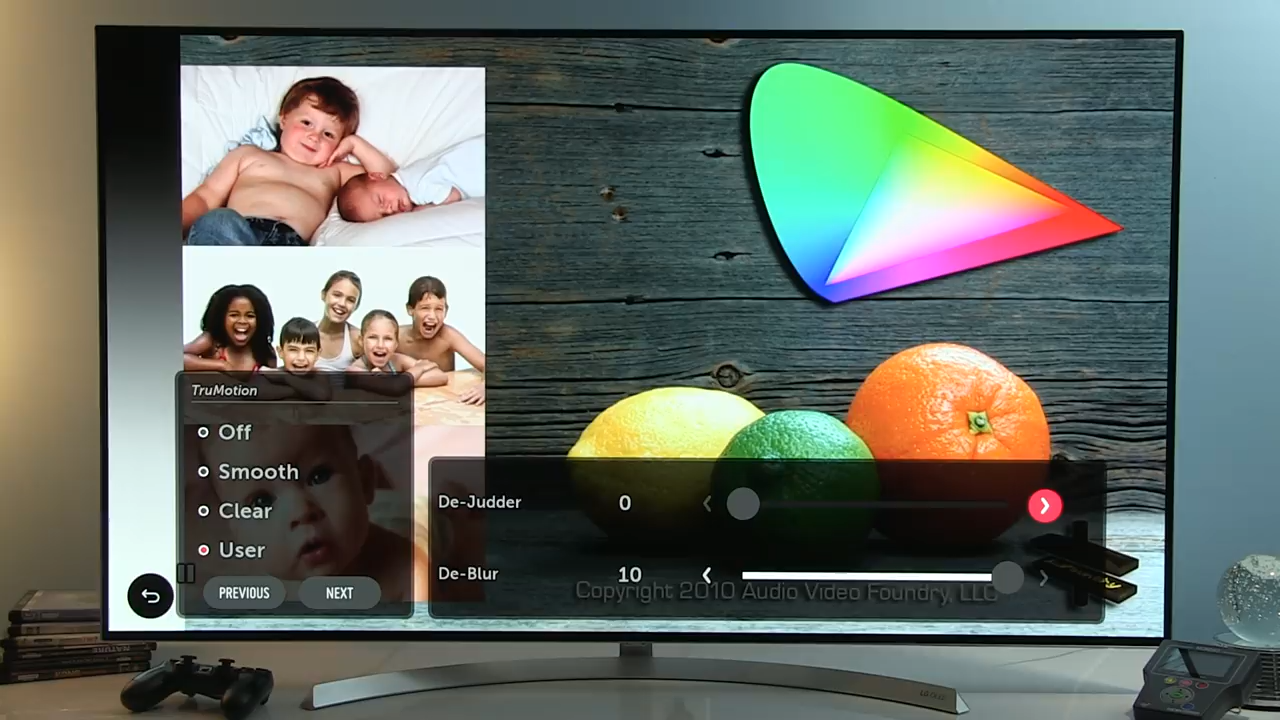 TruMotion
Off
Smooth
Clear
User
PREVIOUS NEXT
De-Judder 0
De-Blur 10
Copyright 2010 Audio Video Foundry, LLC